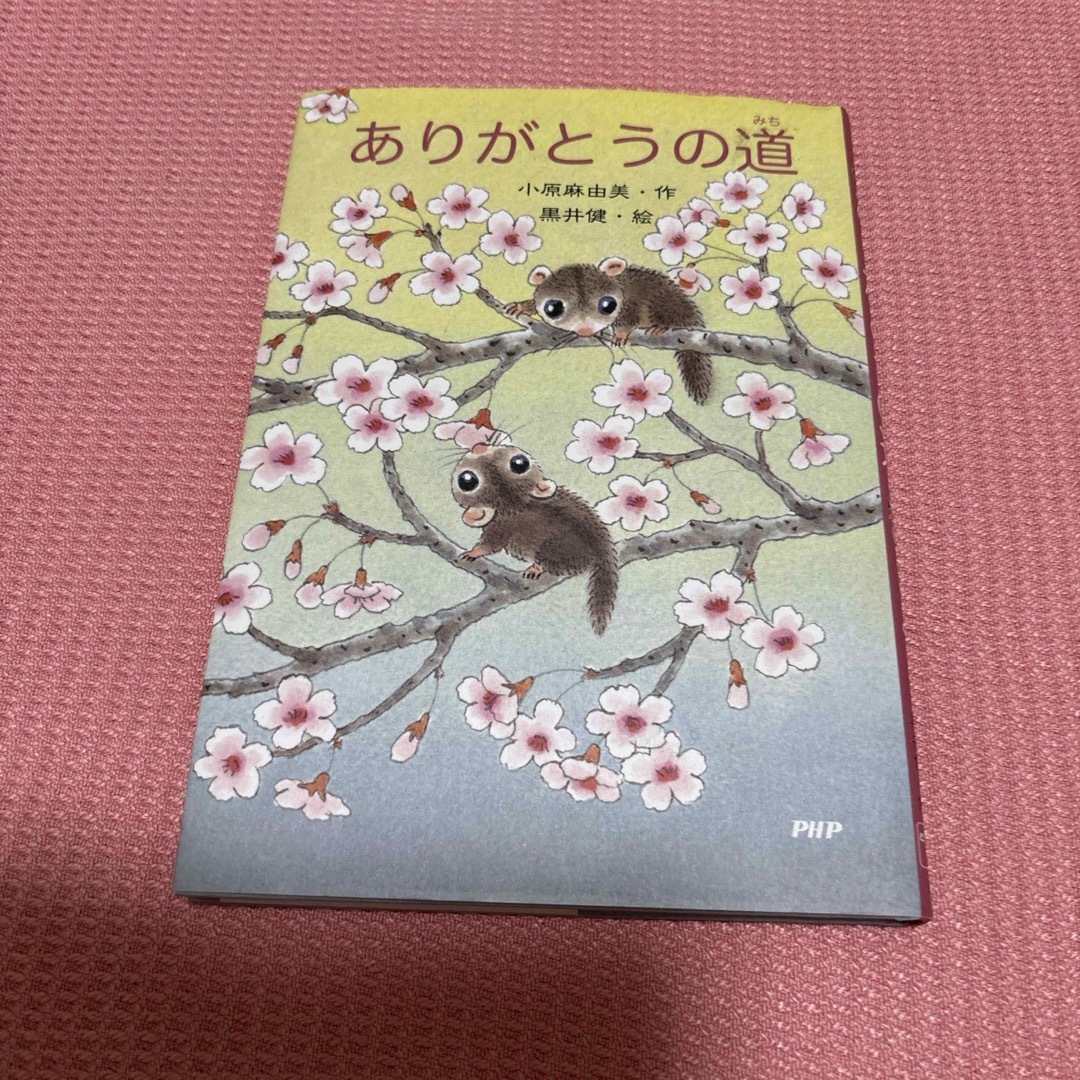 ありがとうの道
みち
小原麻由美・作
黒井健・絵
PHP